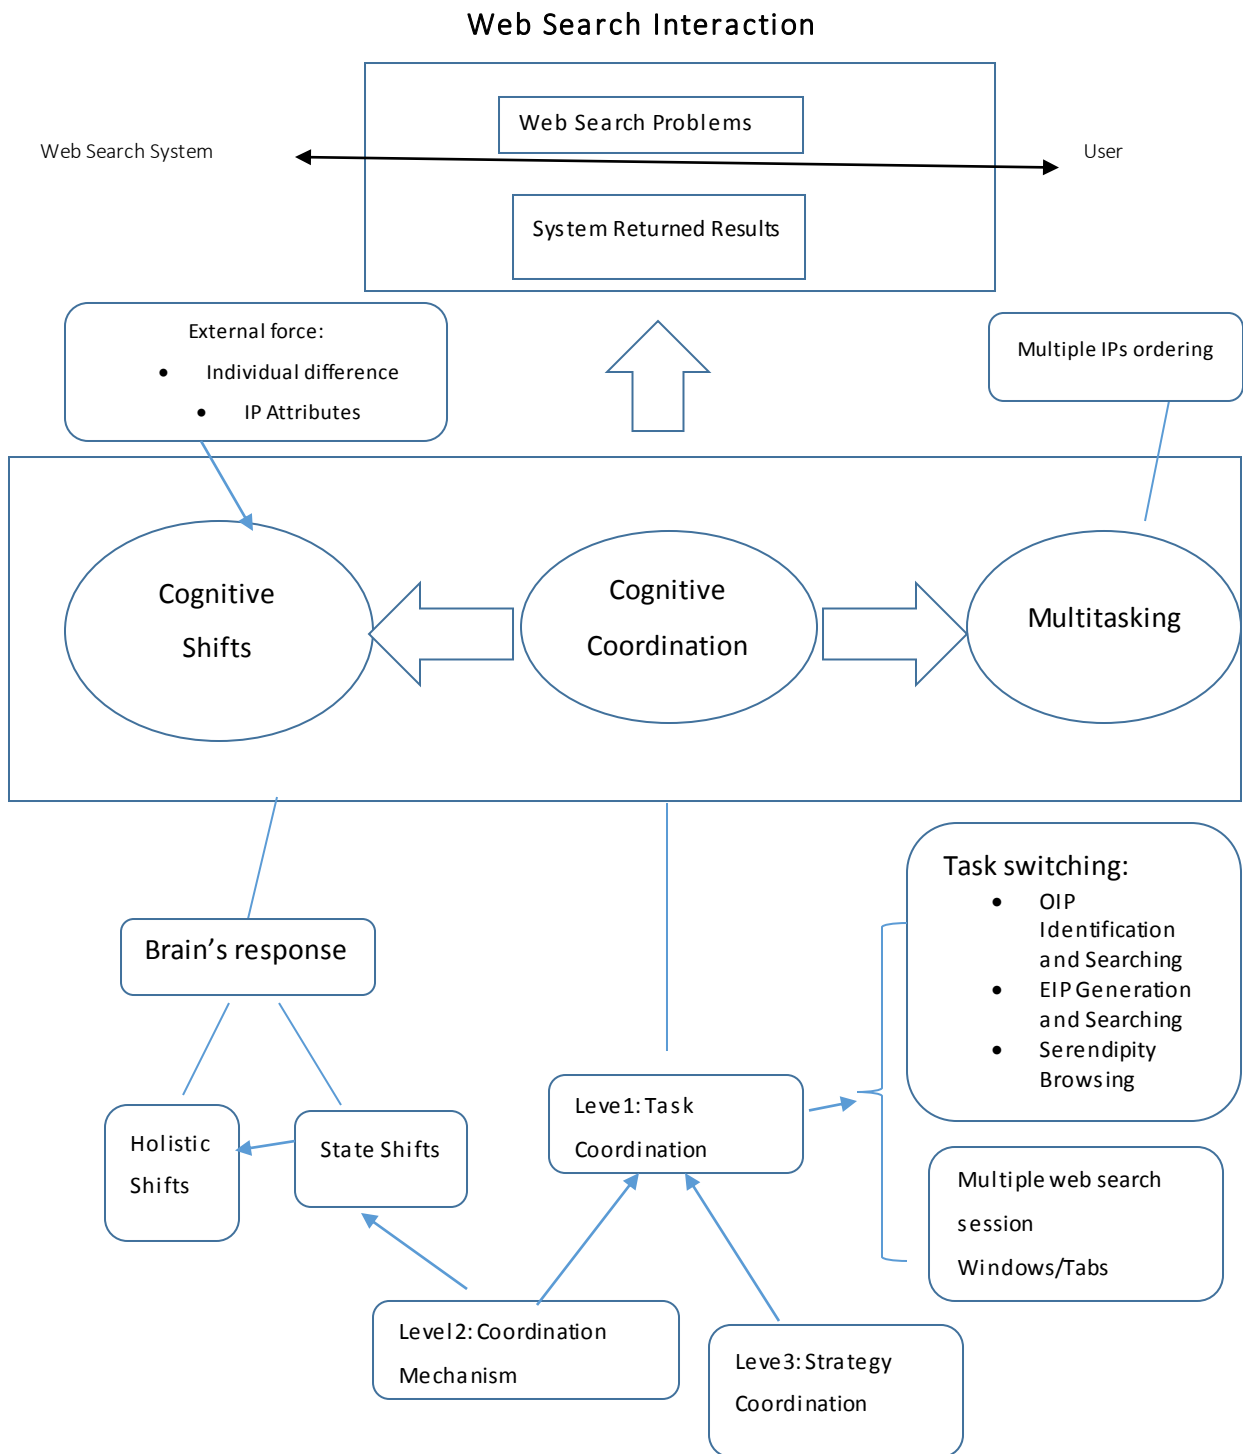 Web Search Interaction
Web Search Problems
Web Search System
User
System Returned Results
External force:
• Individual difference
• IP Attributes
Multiple IPs ordering
Cognitive
Shifts
Cognitive
Coordination
Multitasking
Task switching:
• OIP
Identification
and Searching
• EIP Generation
and Searching
• Serendipity
Browsing
Brain’s response
Leve1: Task
Coordination
Holistic
Shifts
State Shifts
Multiple web search
session
Windows/Tabs
Level2: Coordination
Mechanism
Leve3: Strategy
Coordination